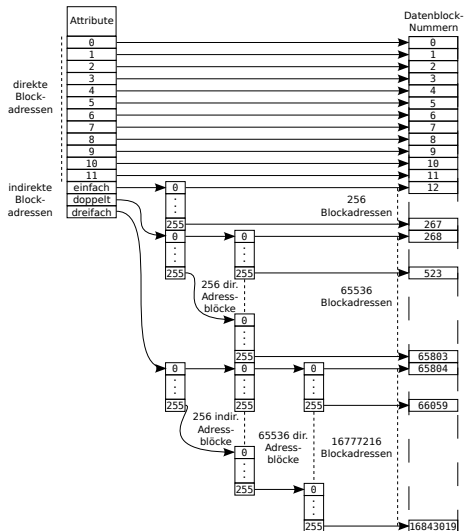 Attribute
Datenblock-
Nummern
0 0
1 1
2 2
direkte
Block-
adressen
3 3
4 4
5 5
6 6
7 7
8 8
9 9
10 10
11 11
indirekte
Block-
adressen
einfach 0 12
doppelt
dreifach
256
Blockadressen
255 267
0 0 268
255 255 523
256 dir.
Adress-
blöcke
65536
Blockadressen
0
255 65803
0 0 0 65804
255 255 255 66059
256 indir.
Adress-
blöcke
65536 dir.
Adress-
blöcke
16777216
Blockadressen
0
255 0
255 16843019